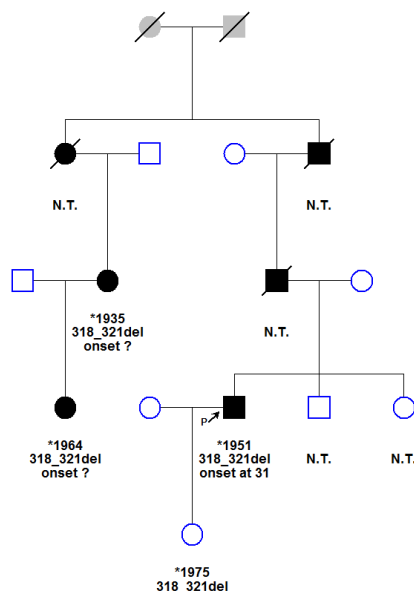 N.T.
N.T.
*1935
318_321del
onset ?
N.T.
P
*1964
318_321del
onset ?
*1951
318_321del
onset at 31
N.T.
N.T.
*1975
318_321del